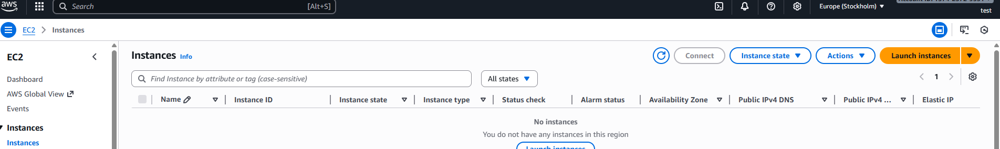 aws
Search
[Alt+S]
Europe (Stockholm)
test
EC2 > Instances
EC2
Dashboard
AWS Global View
Events
Instances
Instances
Instances Info
Connect
Instance state
Actions
Launch instances
Find Instance by attribute or tag (case-sensitive)
All states
1
Name
Instance ID
Instance state
Instance type
Status check
Alarm status
Availability Zone
Public IPv4 DNS
Public IPv4 ...
Elastic IP
No instances
You do not have any instances in this region
Launch instances